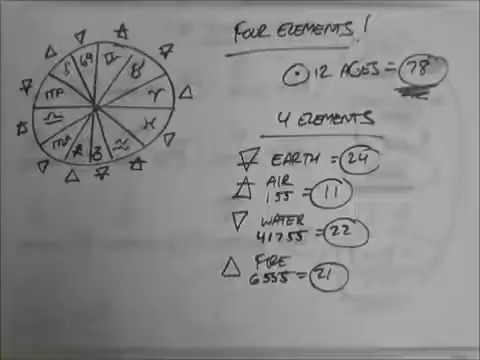 FOUR ELEMENTS!
☉ 12 AGES = 78
4 ELEMENTS
EARTH = 24
AIR
155 = 11
WATER
41755 = 22
FIRE
6555 = 21
♈
♉
♊
♋
♌
♍
♎
♏
♒
♓